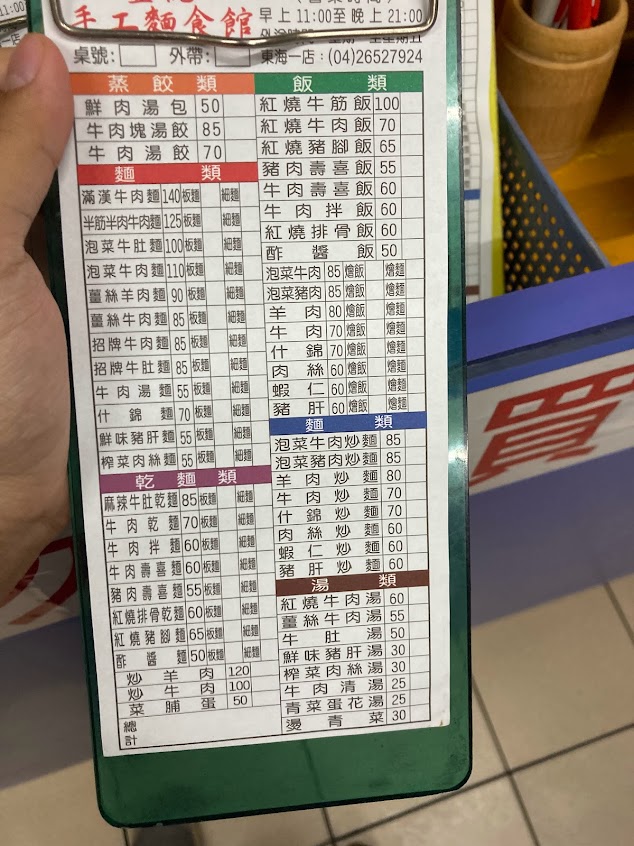 手工麵食館
早上11:00至晚上21:00
桌號： 外帶：
東海一店：(04)26527924
蒸餃類
鮮肉湯包 50
牛肉塊湯餃 85
牛肉湯餃 70
麵類
滿漢牛肉麵 140 板麵 細麵
半筋半肉牛肉麵 125 板麵 細麵
泡菜牛肚麵 100 板麵 細麵
泡菜牛肉麵 110 板麵 細麵
薑絲羊肉麵 90 板麵 細麵
薑絲牛肉麵 85 板麵 細麵
招牌牛肉麵 85 板麵 細麵
招牌牛肚麵 85 板麵 細麵
牛肉湯麵 55 板麵 細麵
什錦麵 70 板麵 細麵
鮮味豬肝麵 55 板麵 細麵
榨菜肉絲麵 55 板麵 細麵
乾麵類
麻辣牛肚乾麵 85 板麵 細麵
牛肉乾麵 70 板麵 細麵
牛肉拌麵 60 板麵 細麵
牛肉壽喜麵 60 板麵 細麵
豬肉壽喜麵 55 板麵 細麵
紅燒排骨乾麵 60 板麵 細麵
紅燒豬腳麵 65 板麵 細麵
酢醬麵 50 板麵 細麵
炒羊肉 120
炒牛肉 100
菜脯蛋 50
總計
飯類
紅燒牛筋飯 100
紅燒牛肉飯 70
紅燒豬腳飯 65
豬肉壽喜飯 55
牛肉壽喜飯 60
牛肉拌飯 60
紅燒排骨飯 60
酢醬飯 50
泡菜牛肉 85 燴飯 燴麵
泡菜豬肉 85 燴飯 燴麵
羊肉 80 燴飯 燴麵
牛肉 70 燴飯 燴麵
什錦 70 燴飯 燴麵
肉絲 60 燴飯 燴麵
蝦仁 60 燴飯 燴麵
豬肝 60 燴飯 燴麵
麵類
泡菜牛肉炒麵 85
泡菜豬肉炒麵 85
羊肉炒麵 80
牛肉炒麵 70
什錦炒麵 70
肉絲炒麵 60
蝦仁炒麵 60
豬肝炒麵 60
湯類
紅燒牛肉湯 60
薑絲牛肉湯 55
牛肚湯 50
鮮味豬肝湯 30
榨菜肉絲湯 30
牛肉清湯 25
青菜蛋花湯 25
燙青菜 30
買